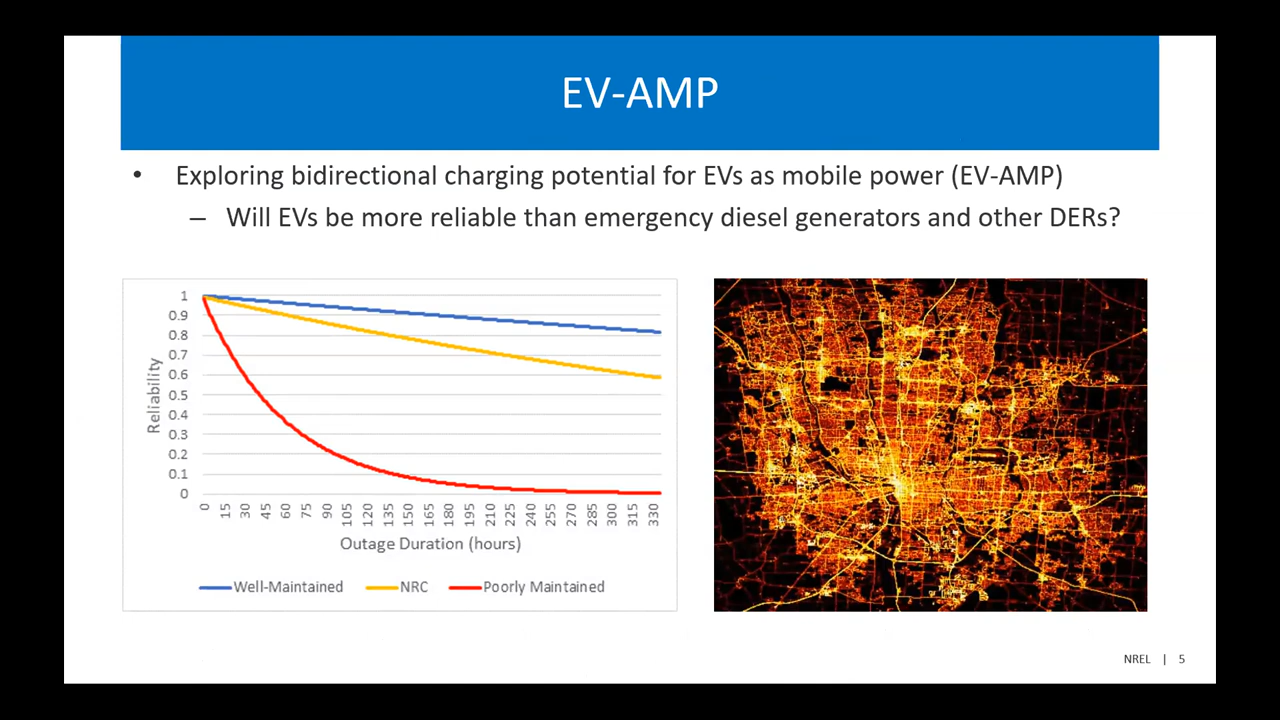 EV-AMP
• Exploring bidirectional charging potential for EVs as mobile power (EV-AMP)
– Will EVs be more reliable than emergency diesel generators and other DERs?
Reliability
1
0.9
0.8
0.7
0.6
0.5
0.4
0.3
0.2
0.1
0
0 15 30 45 60 75 90 105 120 135 150 165 180 195 210 225 240 255 270 285 300 315 330
Outage Duration (hours)
Well-Maintained NRC Poorly Maintained
NREL | 5